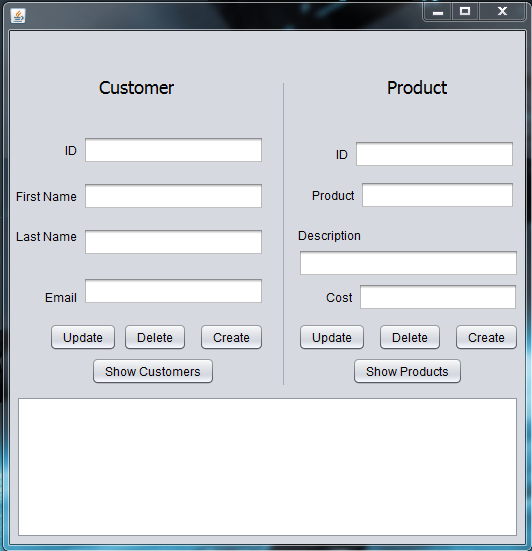 Customer
ID
First Name
Last Name
Email
Update Delete Create
Show Customers
Product
ID
Product
Description
Cost
Update Delete Create
Show Products